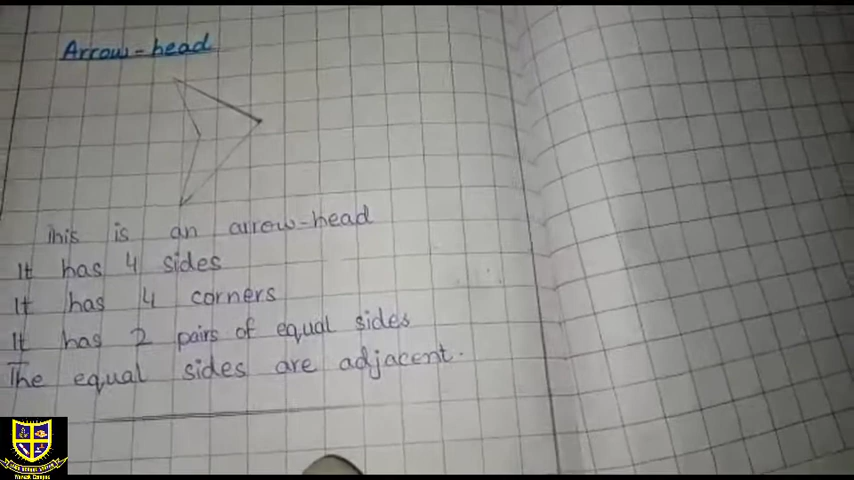 Arrow-head
This is an arrow-head
It has 4 sides
It has 4 corners
It has 2 pairs of equal sides
The equal sides are adjacent.